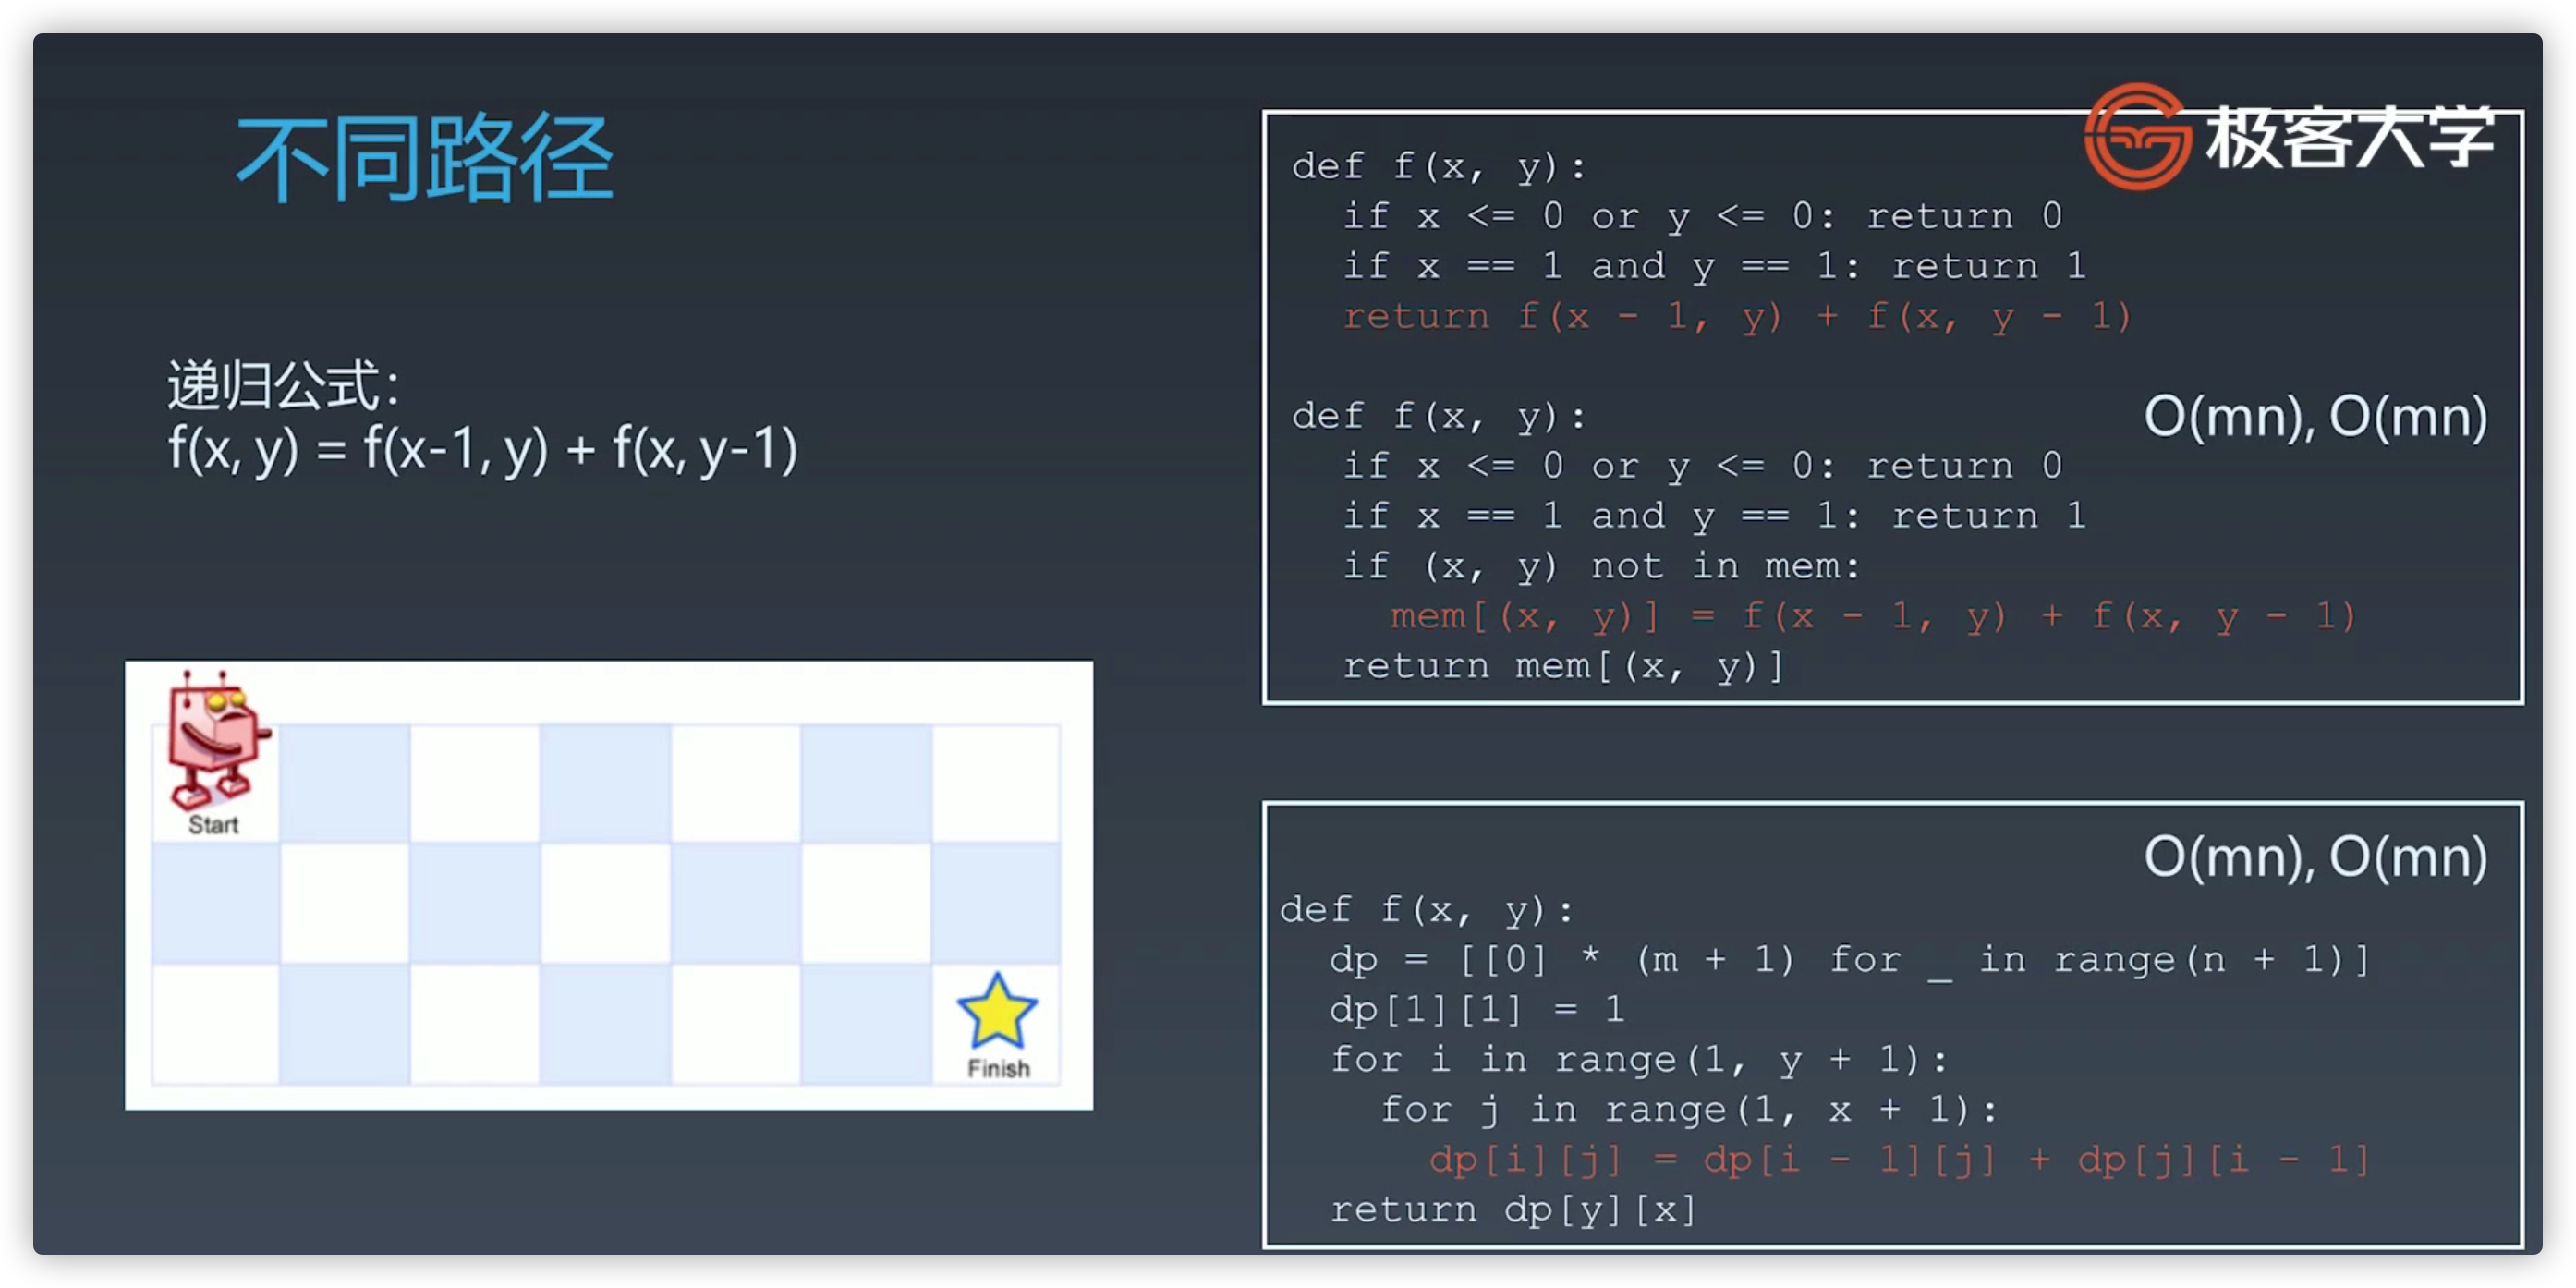 不同路径
极客大学
递归公式：
f(x, y) = f(x-1, y) + f(x, y-1)
Start
Finish
def f(x, y):
  if x <= 0 or y <= 0: return 0
  if x == 1 and y == 1: return 1
  return f(x - 1, y) + f(x, y - 1)
O(mn), O(mn)
def f(x, y):
  if x <= 0 or y <= 0: return 0
  if x == 1 and y == 1: return 1
  if (x, y) not in mem:
    mem[(x, y)] = f(x - 1, y) + f(x, y - 1)
  return mem[(x, y)]
O(mn), O(mn)
def f(x, y):
  dp = [[0] * (m + 1) for _ in range(n + 1)]
  dp[1][1] = 1
  for i in range(1, y + 1):
    for j in range(1, x + 1):
      dp[i][j] = dp[i - 1][j] + dp[j][i - 1]
  return dp[y][x]